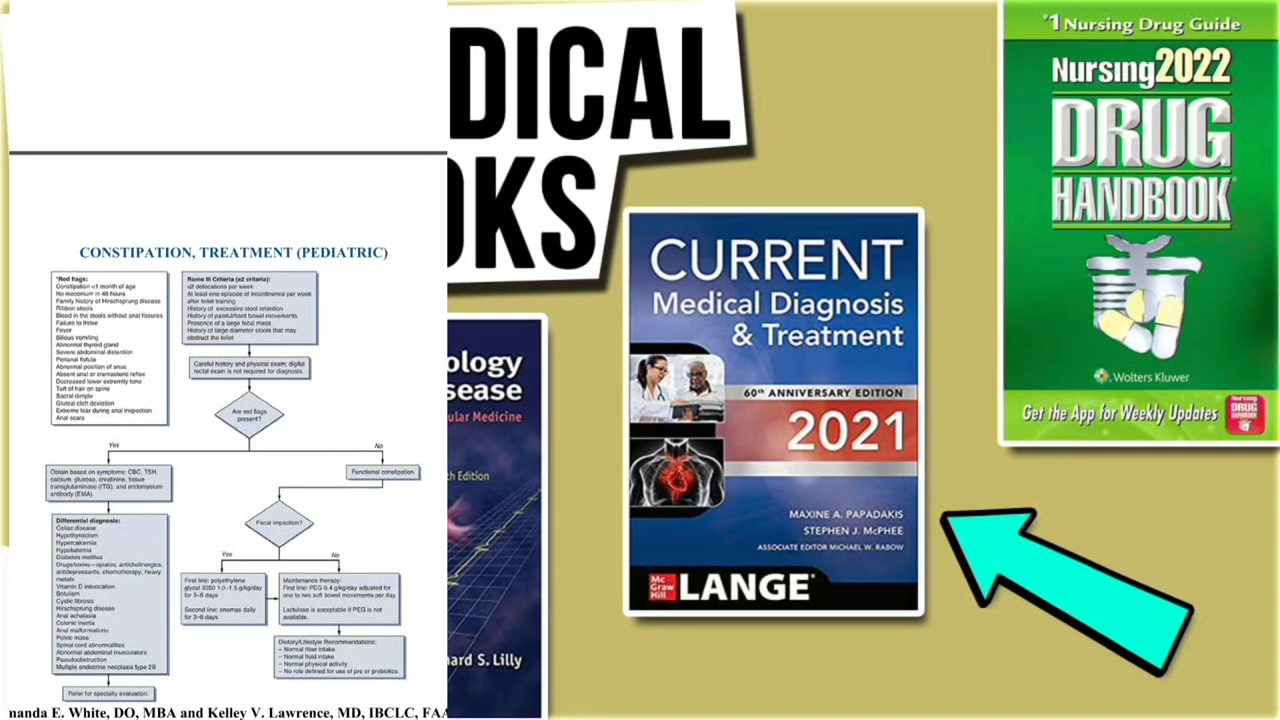 CONSTIPATION, TREATMENT (PEDIATRIC)
*Red flags:
Constipation <1 month of age
No meconium in 48 hours
Family history of Hirschsprung disease
Ribbon stools
Blood in the stools without anal fissures
Failure to thrive
Fever
Bilious vomiting
Abnormal thyroid gland
Severe abdominal distention
Perianal fistula
Abnormal position of anus
Absent anal or cremasteric reflex
Decreased lower extremity tone
Tuft of hair on spine
Sacral dimple
Gluteal cleft deviation
Extreme fear during anal inspection
Anal scars
Rome III Criteria (≥2 criteria):
≤2 defecations per week
At least one episode of incontinence per week
after toilet training
History of excessive stool retention
History of painful/hard bowel movements
Presence of a large fecal mass
History of large diameter stools that may
obstruct the toilet
Careful history and physical exam; digital
rectal exam is not required for diagnosis.
Are red flags
present?
Yes
No
Obtain based on symptoms: CBC, TSH,
calcium, glucose, creatinine, tissue
transglutaminase (tTG), and endomysium
antibody (EMA).
Functional constipation
Differential diagnosis:
Celiac disease
Hypothyroidism
Hypercalcemia
Hypokalemia
Diabetes mellitus
Drugs/toxins—opiates, anticholinergics,
antidepressants, chemotherapy, heavy
metals
Vitamin D intoxication
Botulism
Cystic fibrosis
Hirschsprung disease
Anal achalasia
Colonic inertia
Anal malformations
Pelvic mass
Spinal cord abnormalities
Abnormal abdominal musculature
Pseudoobstruction
Multiple endocrine neoplasia type 2B
Refer for specialty evaluation.
Fecal impaction?
Yes
No
First line: polyethylene
glycol 3350 1.0–1.5 g/kg/day
for 3–6 days
Second line: enemas daily
for 3–6 days
Maintenance therapy:
First line: PEG 0.4 g/kg/day adjusted for
one to two soft bowel movements per day
Lactulose is acceptable if PEG is not
available.
Dietary/Lifestyle Recommendations:
– Normal fiber intake
– Normal fluid intake
– Normal physical activity
– No role defined for use of pre or probiotics.
manda E. White, DO, MBA and Kelley V. Lawrence, MD, IBCLC, FAA
DICAL
OKS
ology
sease
ular Medicine
th Edition
ard S. Lilly
CURRENT
Medical Diagnosis
& Treatment
60th ANNIVERSARY EDITION
2021
MAXINE A. PAPADAKIS
STEPHEN J. McPHEE
ASSOCIATE EDITOR MICHAEL W. RABOW
Mc
Graw
Hill
LANGE®
#1 Nursing Drug Guide
Nursing2022
DRUG
HANDBOOK®
Wolters Kluwer
Get the App for Weekly Updates
Nursing
DRUG
HANDBOOK